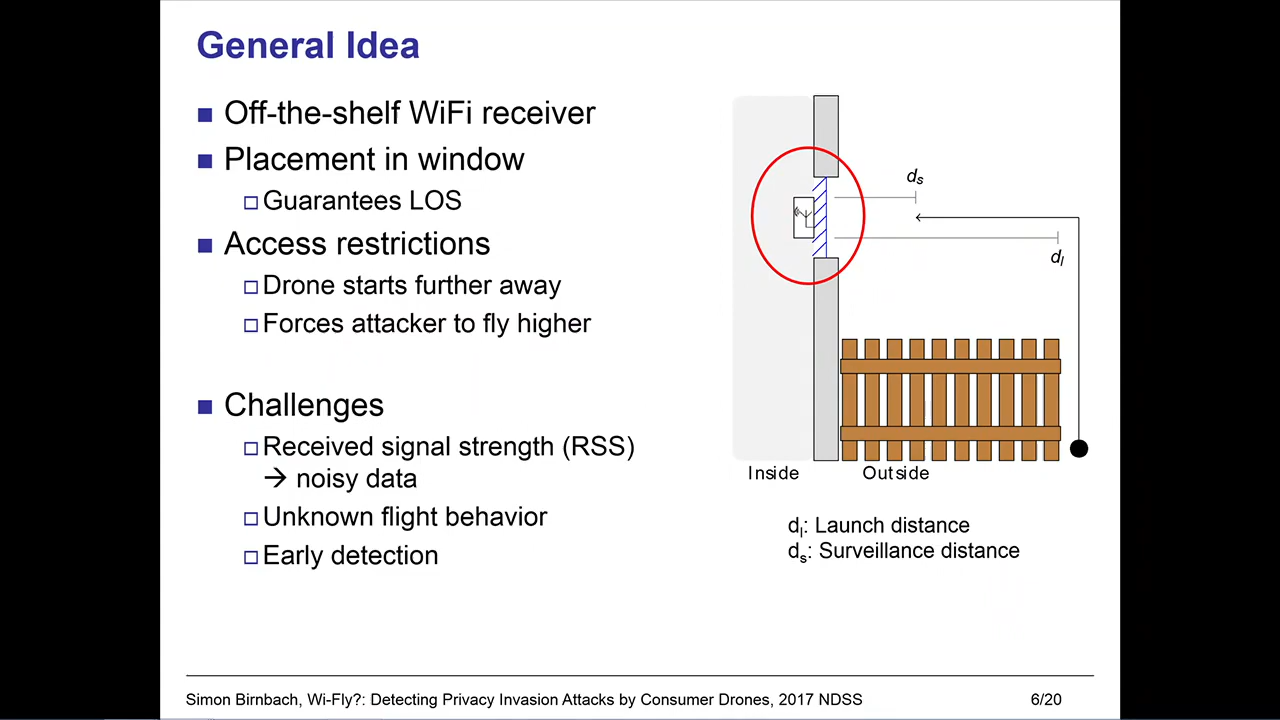 General Idea
Off-the-shelf WiFi receiver
Placement in window
Guarantees LOS
Access restrictions
Drone starts further away
Forces attacker to fly higher
Challenges
Received signal strength (RSS)
→ noisy data
Unknown flight behavior
Early detection
ds
dl
Inside
Outside
dl: Launch distance
ds: Surveillance distance
Simon Birnbach, Wi-Fly?: Detecting Privacy Invasion Attacks by Consumer Drones, 2017 NDSS
6/20